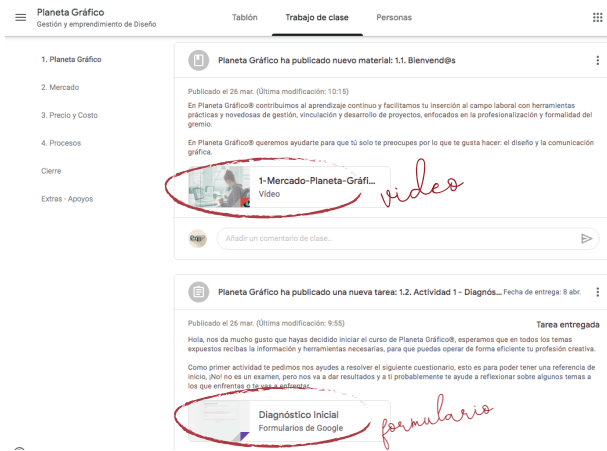 Planeta Gráfico
Gestión y emprendimiento de Diseño
Tablón
Trabajo de clase
Personas
1. Planeta Gráfico
2. Mercado
3. Precio y Costo
4. Procesos
Cierre
Extras - Apoyos
Planeta Gráfico ha publicado nuevo material: 1.1. Bienvend@s
Publicado el 26 mar. (Última modificación: 10:15)
En Planeta Gráfico® contribuimos al aprendizaje continuo y facilitamos tu inserción al campo laboral con herramientas
prácticas y novedosas de gestión, vinculación y desarrollo de proyectos, enfocados en la profesionalización y formalidad del
gremio.
En Planeta Gráfico® queremos ayudarte para que tú solo te preocupes por lo que te gusta hacer: el diseño y la comunicación
gráfica.
1-Mercado-Planeta-Gráfi...
Vídeo
video
Añadir un comentario de clase...
Planeta Gráfico ha publicado una nueva tarea: 1.2. Actividad 1 - Diagnós... Fecha de entrega: 8 abr.
Publicado el 26 mar. (Última modificación: 9:55)
Tarea entregada
Hola, nos da mucho gusto que hayas decidido iniciar el curso de Planeta Gráfico®, esperamos que en todos los temas
expuestos recibas la información y herramientas necesarias, para que puedas operar de forma eficiente tu profesión creativa.
Como primer actividad te pedimos nos ayudes a resolver el siguiente cuestionario, esto es para poder tener una referencia de
inicio, ¡No! no es un examen, pero nos va a dar resultados y a ti probablemente te ayude a reflexionar sobre algunos temas a
los que enfrentas o te vas a enfrentar.
Diagnóstico Inicial
Formularios de Google
formulario